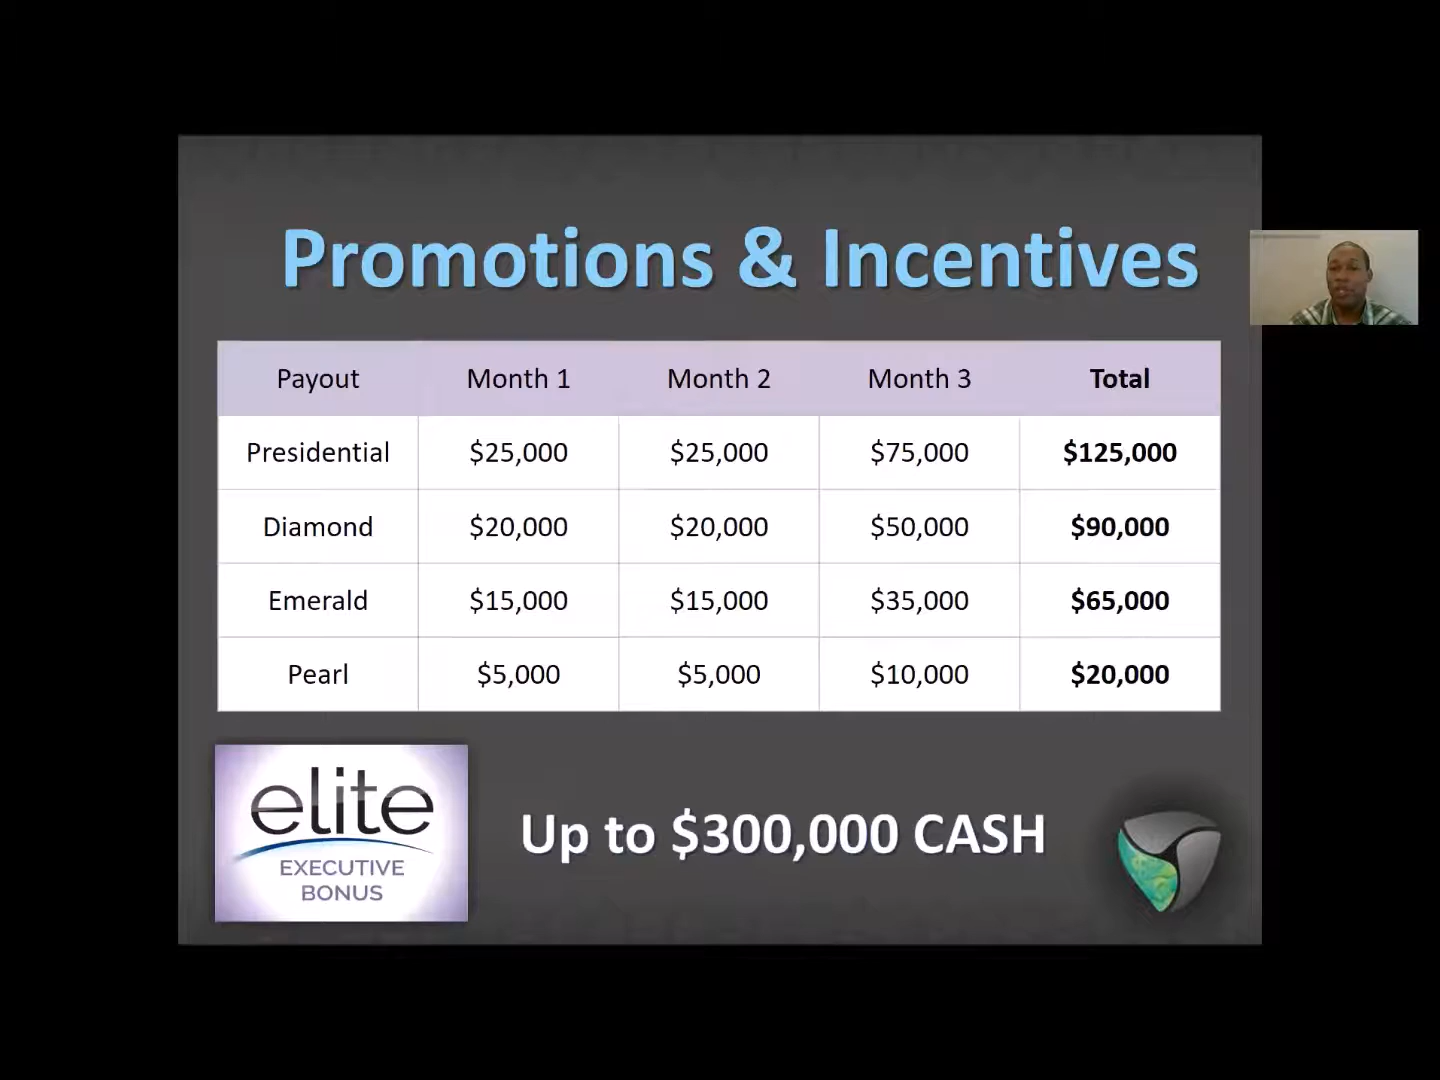 Promotions & Incentives
Payout Month 1 Month 2 Month 3 Total
Presidential $25,000 $25,000 $75,000 $125,000
Diamond $20,000 $20,000 $50,000 $90,000
Emerald $15,000 $15,000 $35,000 $65,000
Pearl $5,000 $5,000 $10,000 $20,000
elite
EXECUTIVE
BONUS
Up to $300,000 CASH